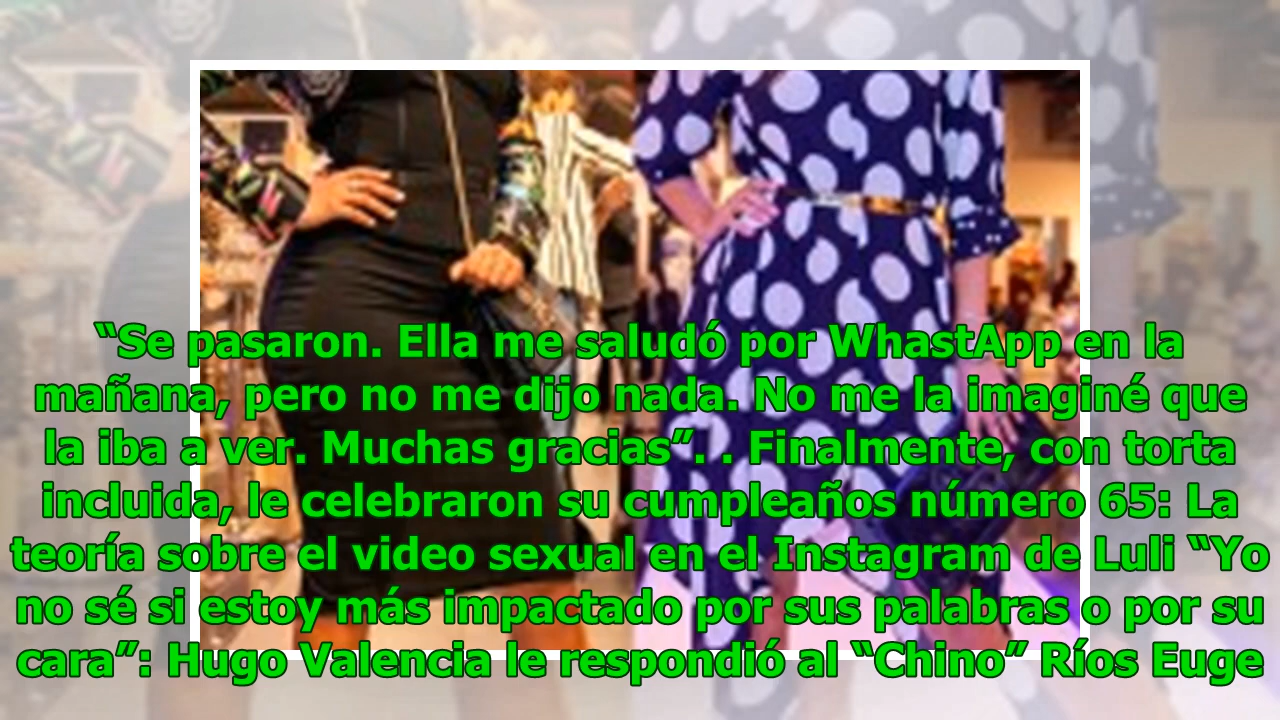 “Se pasaron. Ella me saludó por WhastApp en la
mañana, pero no me dijo nada. No me la imaginé que
la iba a ver. Muchas gracias”. . Finalmente, con torta
incluida, le celebraron su cumpleaños número 65: La
teoría sobre el video sexual en el Instagram de Luli “Yo
no sé si estoy más impactado por sus palabras o por su
cara”: Hugo Valencia le respondió al “Chino” Ríos Euge